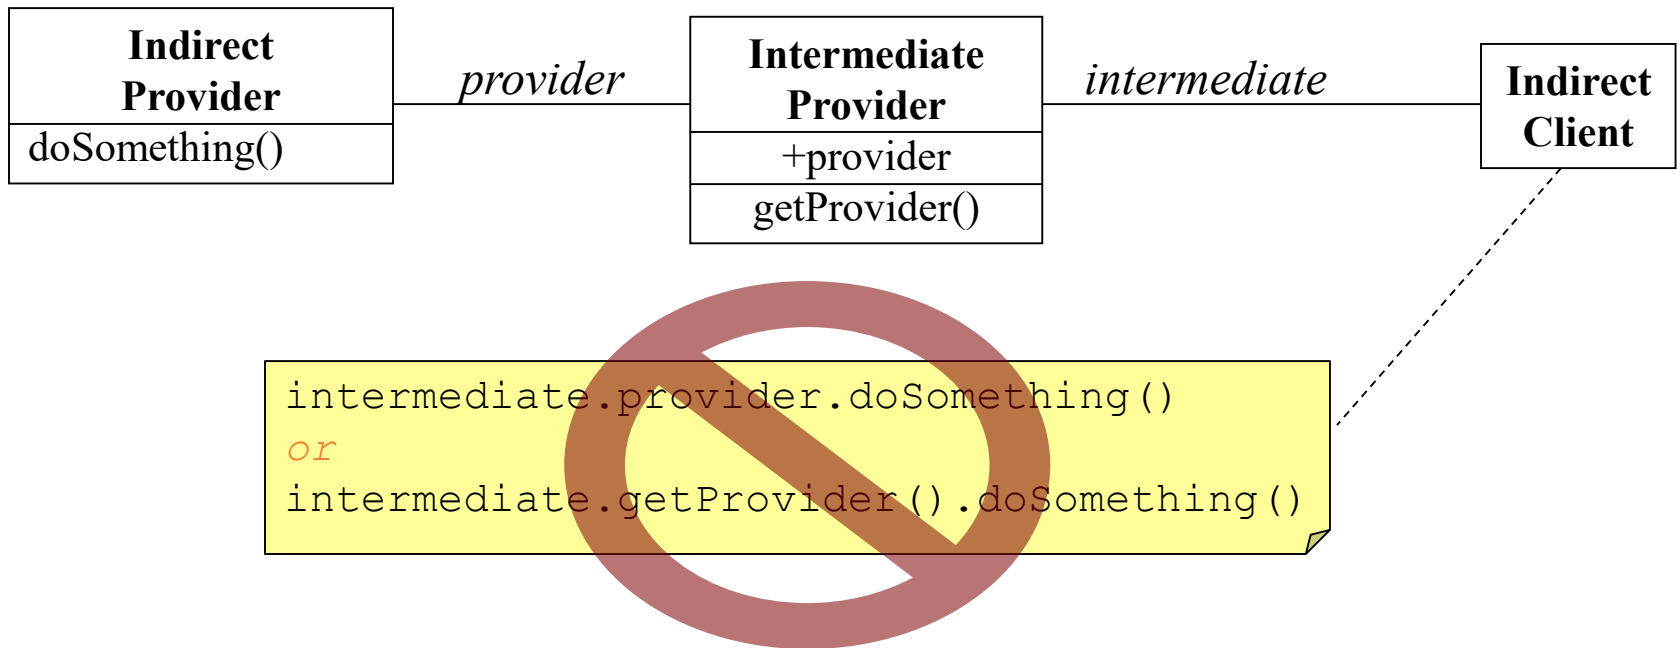 Indirect
Provider
doSomething()
provider
Intermediate
Provider
+provider
getProvider()
intermediate
Indirect
Client
intermediate.provider.doSomething()
or
intermediate.getProvider().doSomething()